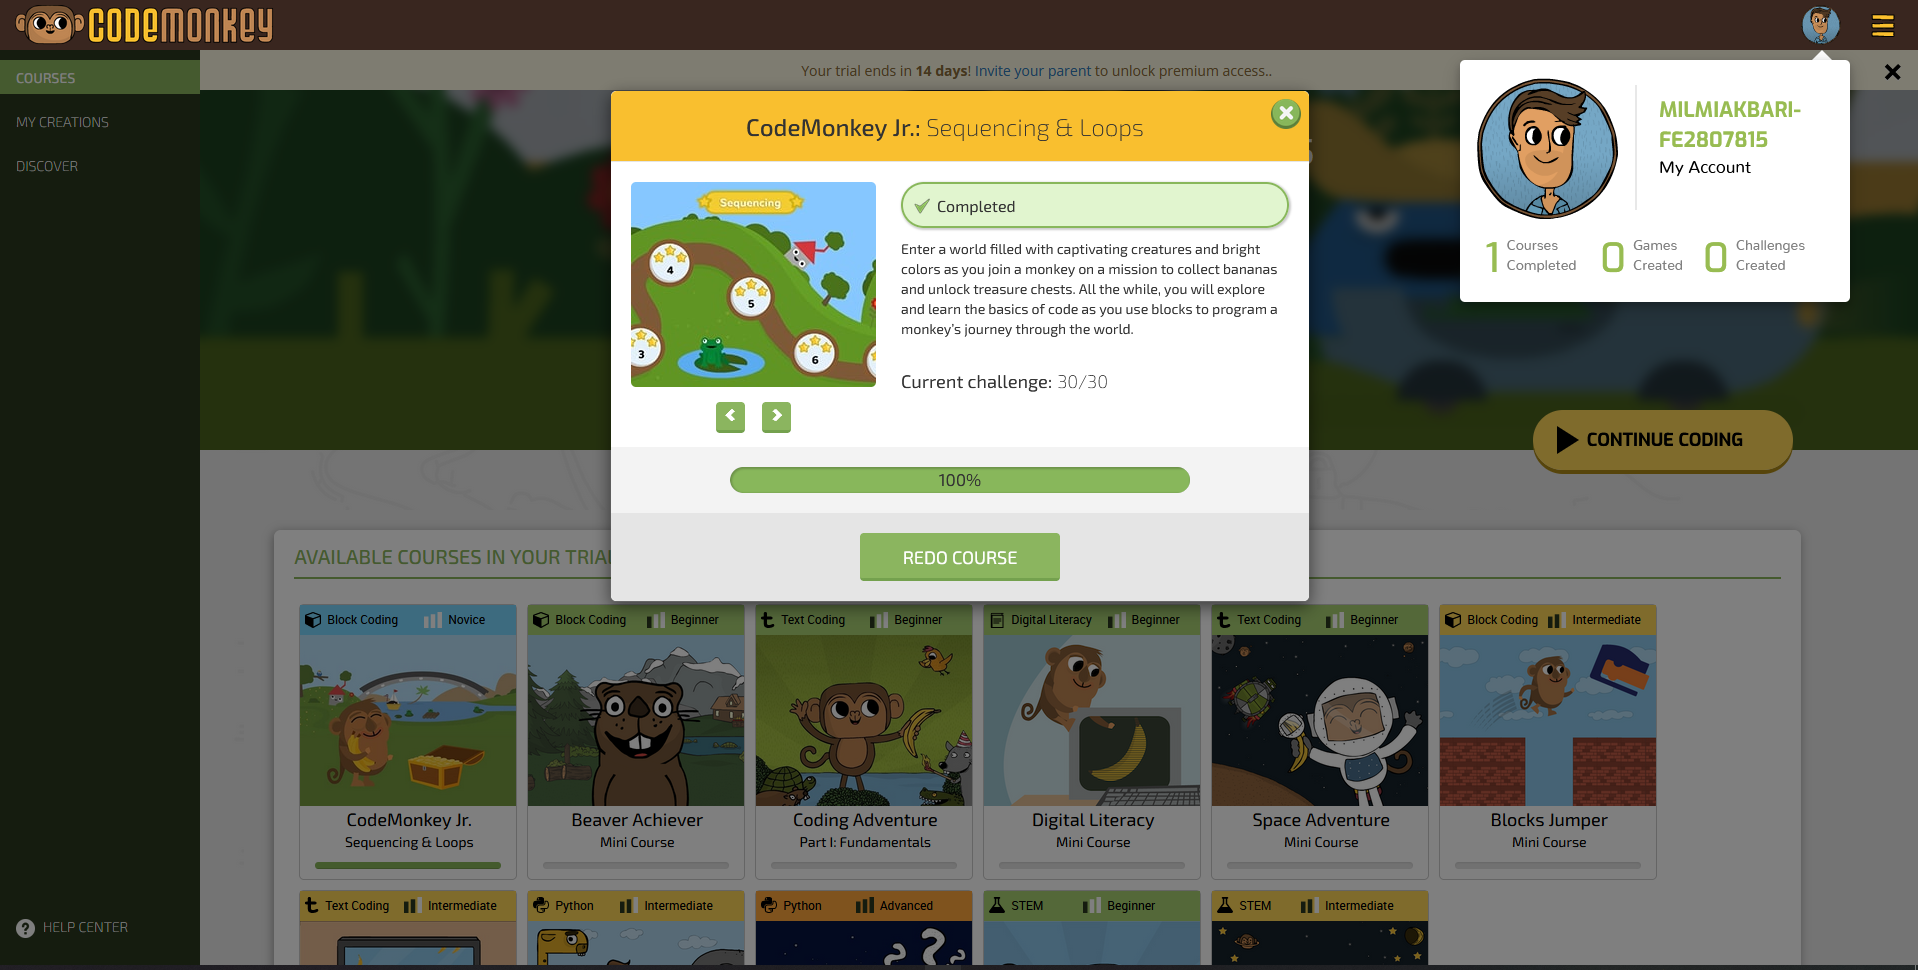 CODEMONKEY
COURSES
MY CREATIONS
DISCOVER
HELP CENTER
Your trial ends in 14 days! Invite your parent to unlock premium access..
MILMIAKBARI-
FE2807815
My Account
1 Courses Completed
0 Games Created
0 Challenges Created
CodeMonkey Jr.: Sequencing & Loops
Sequencing
4
5
3
6
Completed
Enter a world filled with captivating creatures and bright
colors as you join a monkey on a mission to collect bananas
and unlock treasure chests. All the while, you will explore
and learn the basics of code as you use blocks to program a
monkey's journey through the world.
Current challenge: 30/30
100%
REDO COURSE
CONTINUE CODING
AVAILABLE COURSES IN YOUR
Block Coding Novice
CodeMonkey Jr.
Sequencing & Loops
Block Coding Beginner
Beaver Achiever
Mini Course
Text Coding Beginner
Coding Adventure
Part I: Fundamentals
Digital Literacy Beginner
Digital Literacy
Mini Course
Text Coding Beginner
Space Adventure
Mini Course
Block Coding Intermediate
Blocks Jumper
Mini Course
Text Coding Intermediate
Python Intermediate
Python Advanced
STEM Beginner
STEM Intermediate